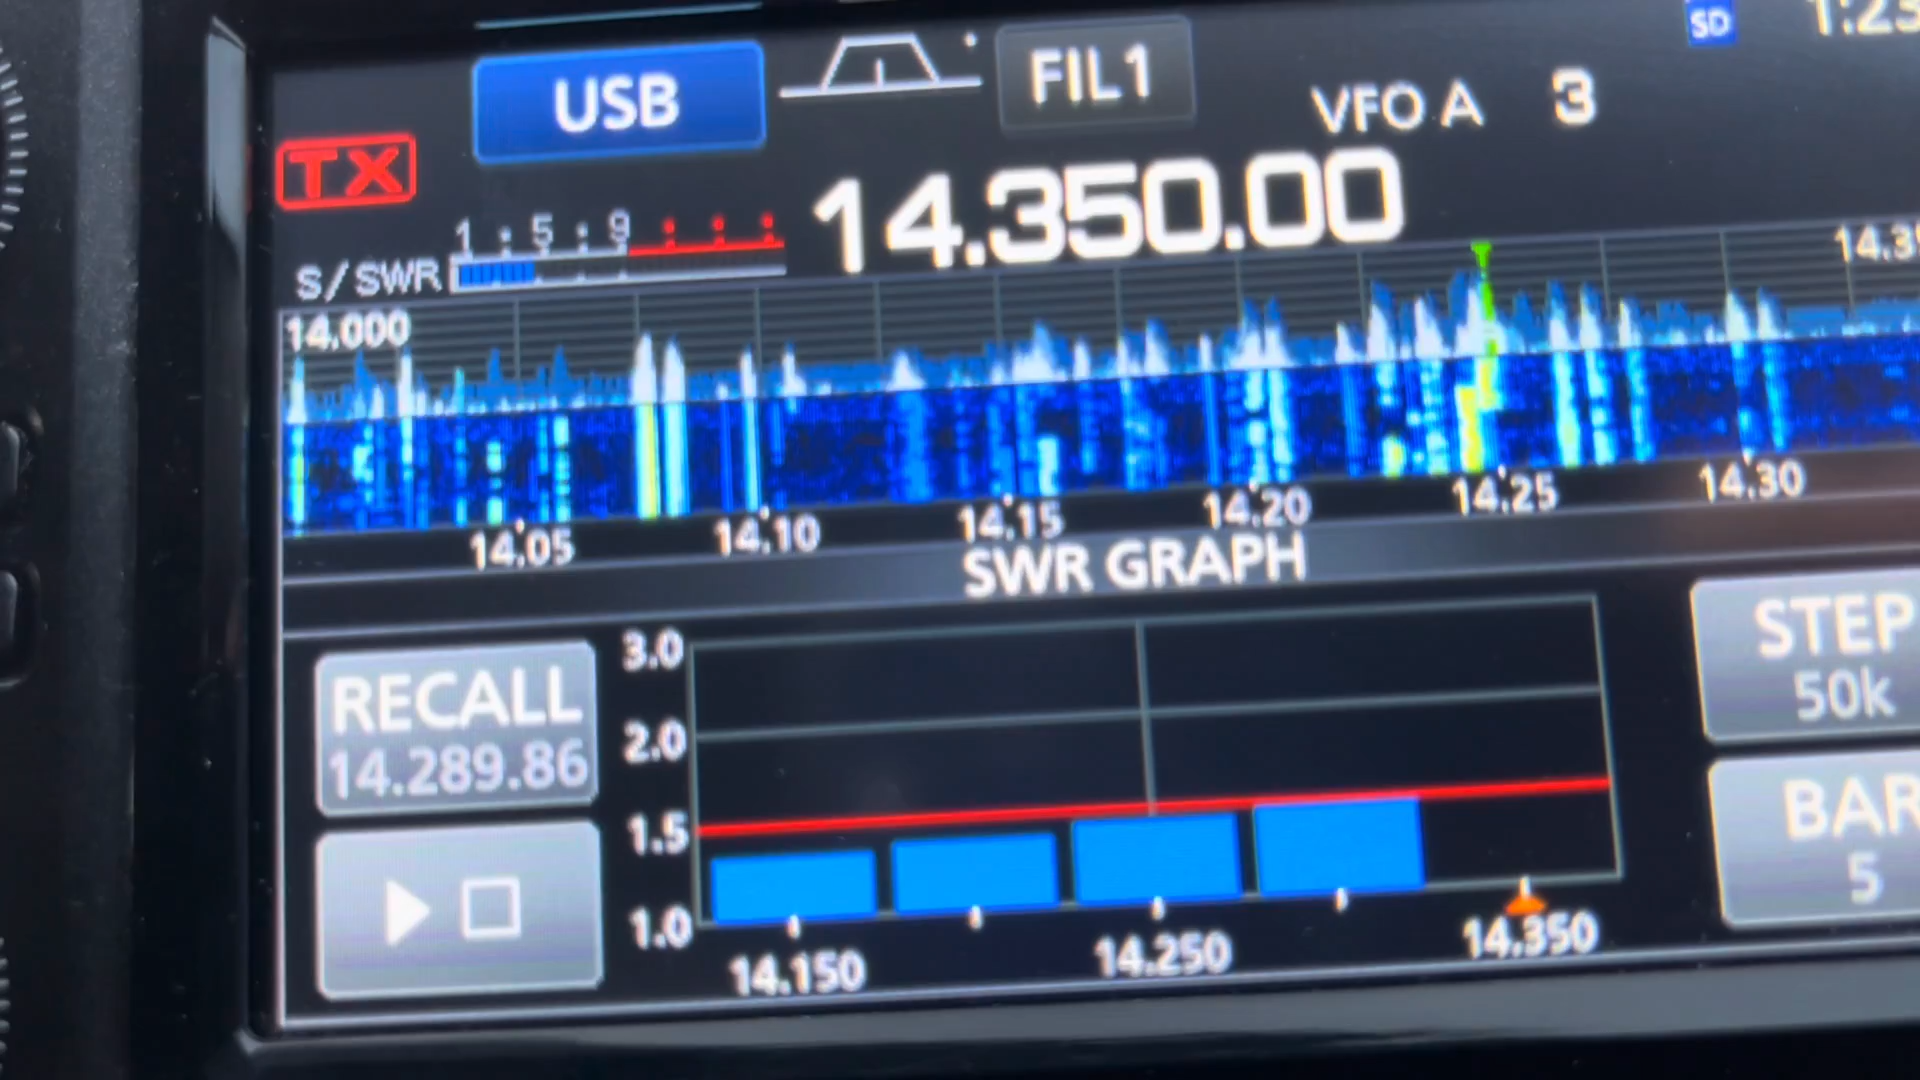 SD
USB FIL1 VFO A 3
TX
14.350.00
1 : 5 : 9
S/SWR
14.000
14.05 14.10 14.15 14.20 14.25 14.30
SWR GRAPH
RECALL
14.289.86
3.0
2.0
1.5
1.0
14.150 14.250 14.350
STEP
50k
BAR
5